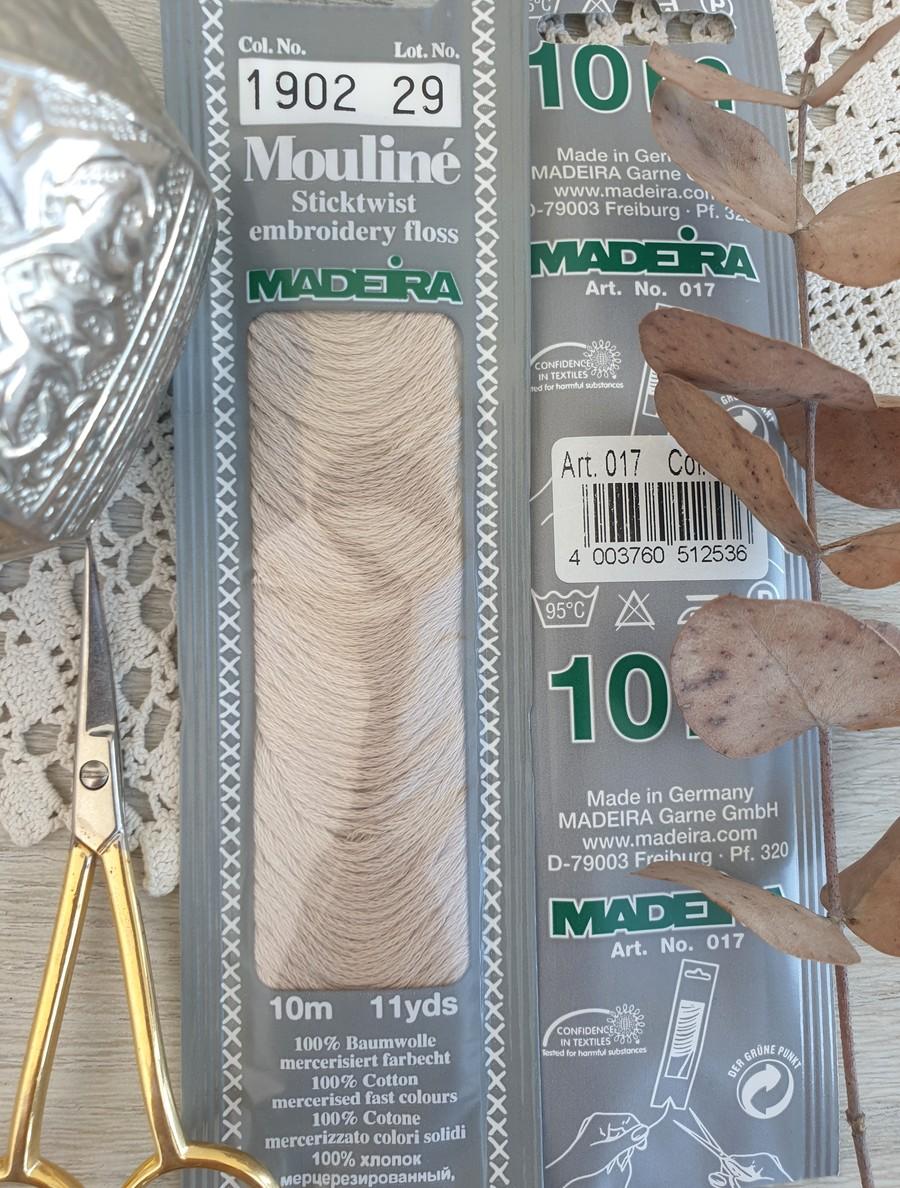 Col. No. Lot. No.
1902 29
Mouliné
Sticktwist
embroidery floss
MADEIRA
10m 11yds
100% Baumwolle
mercerisiert farbecht
100% Cotton
mercerised fast colours
100% Cotone
mercerizzato colori solidi
100% хлопок
мерцеризированный,
10 m
Made in
MADEIRA Garne
www.madeira.com
D-79003 Freiburg · Pf. 320
MADEIRA
Art. No. 017
CONFIDENCE
IN TEXTILES
for harmful substances
Art. 017
4 003760 512536
95°C
P
10
Made in Germany
MADEIRA Garne GmbH
www.madeira.com
D-79003 Freiburg · Pf. 320
MADEIRA
Art. No. 017
CONFIDENCE
IN TEXTILES
Tested for harmful substances
DER GRÜNE PUNKT